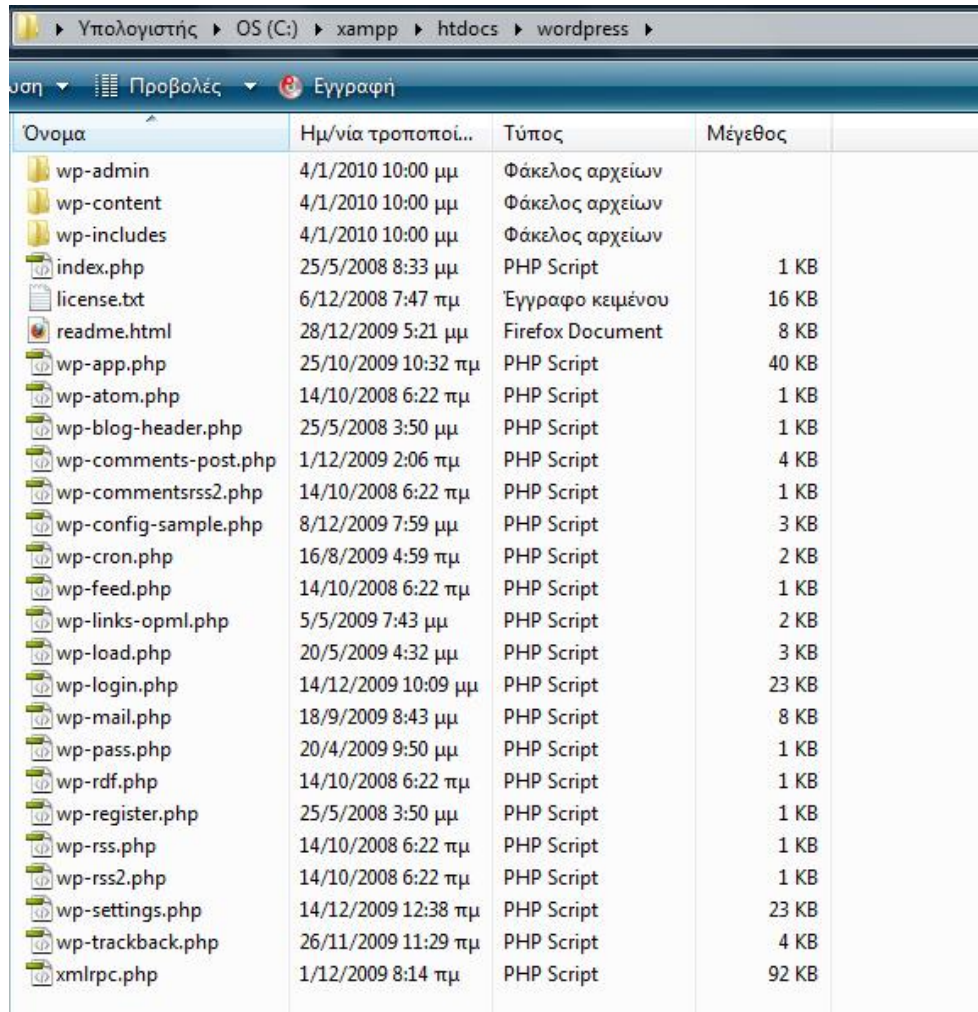 Υπολογιστής ▸ OS (C:) ▸ xampp ▸ htdocs ▸ wordpress ▸
υση Προβολές Εγγραφή
Όνομα Ημ/νία τροποποί... Τύπος Μέγεθος
wp-admin 4/1/2010 10:00 μμ Φάκελος αρχείων
wp-content 4/1/2010 10:00 μμ Φάκελος αρχείων
wp-includes 4/1/2010 10:00 μμ Φάκελος αρχείων
index.php 25/5/2008 8:33 μμ PHP Script 1 KB
license.txt 6/12/2008 7:47 πμ Έγγραφο κειμένου 16 KB
readme.html 28/12/2009 5:21 μμ Firefox Document 8 KB
wp-app.php 25/10/2009 10:32 πμ PHP Script 40 KB
wp-atom.php 14/10/2008 6:22 πμ PHP Script 1 KB
wp-blog-header.php 25/5/2008 3:50 μμ PHP Script 1 KB
wp-comments-post.php 1/12/2009 2:06 πμ PHP Script 4 KB
wp-commentsrss2.php 14/10/2008 6:22 πμ PHP Script 1 KB
wp-config-sample.php 8/12/2009 7:59 μμ PHP Script 3 KB
wp-cron.php 16/8/2009 4:59 πμ PHP Script 2 KB
wp-feed.php 14/10/2008 6:22 πμ PHP Script 1 KB
wp-links-opml.php 5/5/2009 7:43 μμ PHP Script 2 KB
wp-load.php 20/5/2009 4:32 μμ PHP Script 3 KB
wp-login.php 14/12/2009 10:09 μμ PHP Script 23 KB
wp-mail.php 18/9/2009 8:43 μμ PHP Script 8 KB
wp-pass.php 20/4/2009 9:50 μμ PHP Script 1 KB
wp-rdf.php 14/10/2008 6:22 πμ PHP Script 1 KB
wp-register.php 25/5/2008 3:50 μμ PHP Script 1 KB
wp-rss.php 14/10/2008 6:22 πμ PHP Script 1 KB
wp-rss2.php 14/10/2008 6:22 πμ PHP Script 1 KB
wp-settings.php 14/12/2009 12:38 πμ PHP Script 23 KB
wp-trackback.php 26/11/2009 11:29 πμ PHP Script 4 KB
xmlrpc.php 1/12/2009 8:14 πμ PHP Script 92 KB